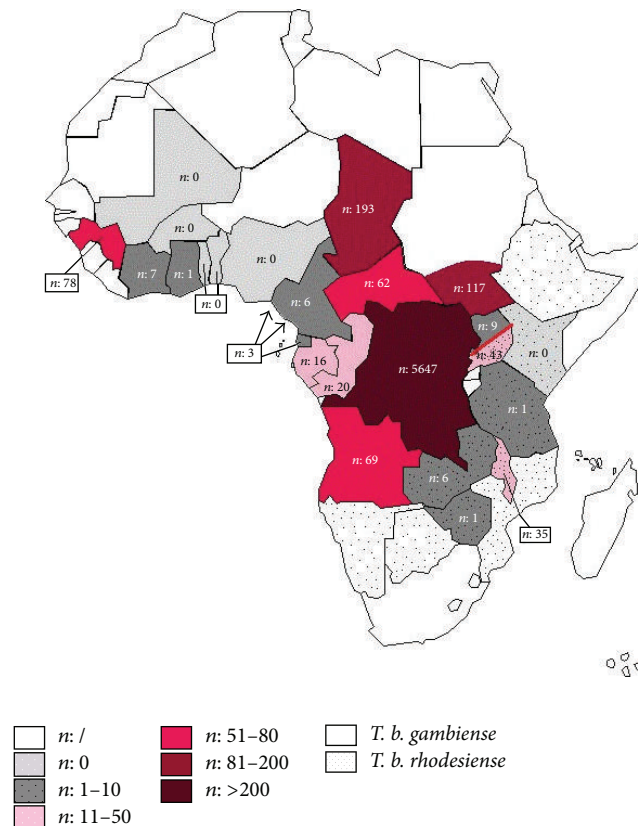 n: 0
n: 193
n: 0
n: 0
n: 78
n: 7
n: 1
n: 62
n: 117
n: 0
n: 6
n: 9
n: 3
n: 16
n: 43
n: 0
n: 5647
n: 20
n: 1
n: 69
n: 6
n: 1
n: 35
n: /
n: 0
n: 1–10
n: 11–50
n: 51–80
n: 81–200
n: >200
T. b. gambiense
T. b. rhodesiense